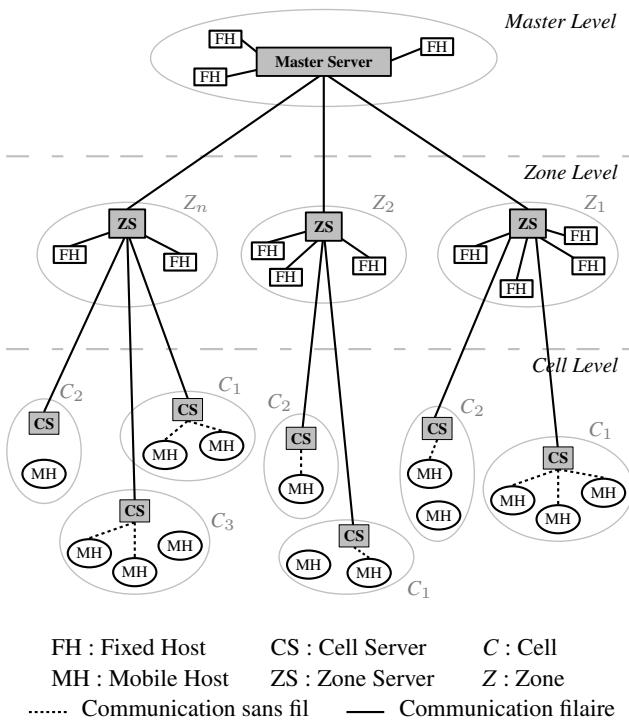 Master Level
FH
FH
FH
Master Server
Zone Level
Zn
Z2
Z1
ZS
ZS
ZS
FH
FH
FH
FH
FH
FH
FH
FH
FH
Cell Level
C2
C1
C2
C2
C1
CS
CS
CS
CS
CS
MH
MH
MH
MH
MH
MH
MH
MH
MH
CS
C3
CS
MH
MH
MH
MH
MH
C1
FH : Fixed Host CS : Cell Server C : Cell
MH : Mobile Host ZS : Zone Server Z : Zone
Communication sans fil Communication filaire